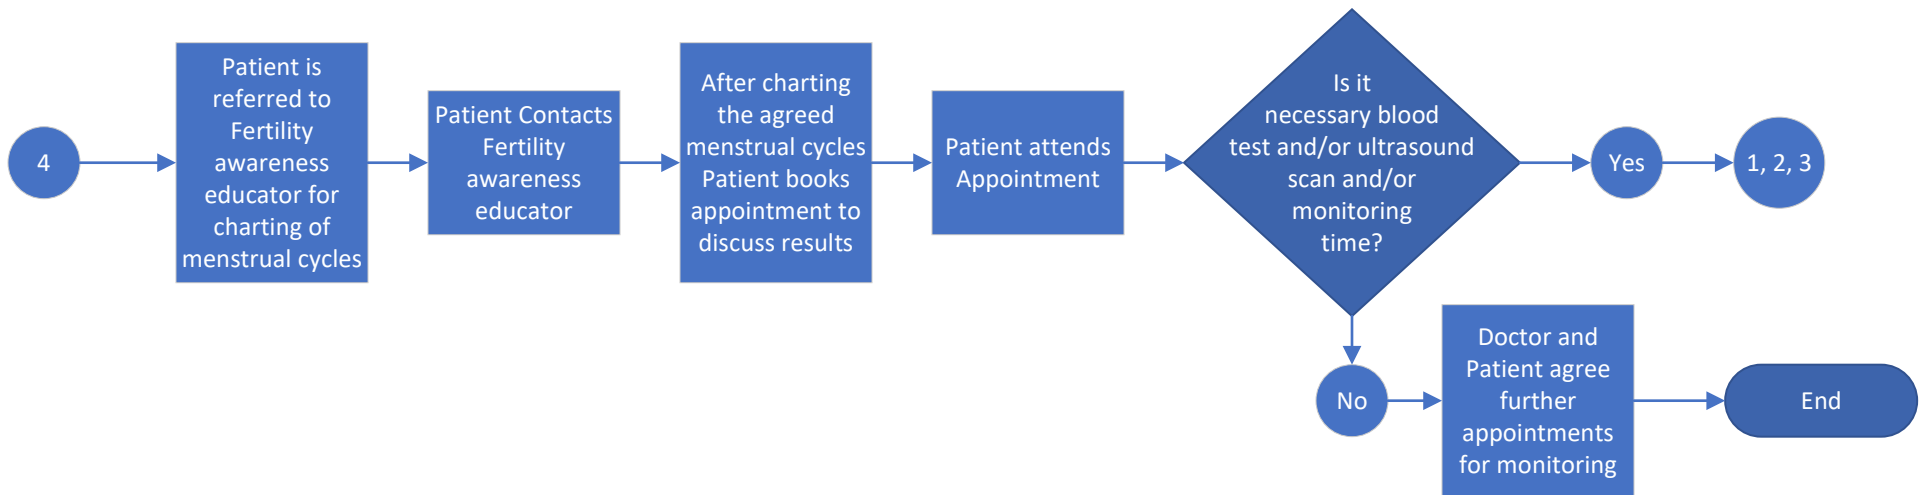 4
Patient is
referred to
Fertility
awareness
educator for
charting of
menstrual cycles
Patient Contacts
Fertility
awareness
educator
After charting
the agreed
menstrual cycles
Patient books
appointment to
discuss results
Patient attends
Appointment
Is it
necessary blood
test and/or ultrasound
scan and/or
monitoring
time?
Yes
1, 2, 3
No
Doctor and
Patient agree
further
appointments
for monitoring
End